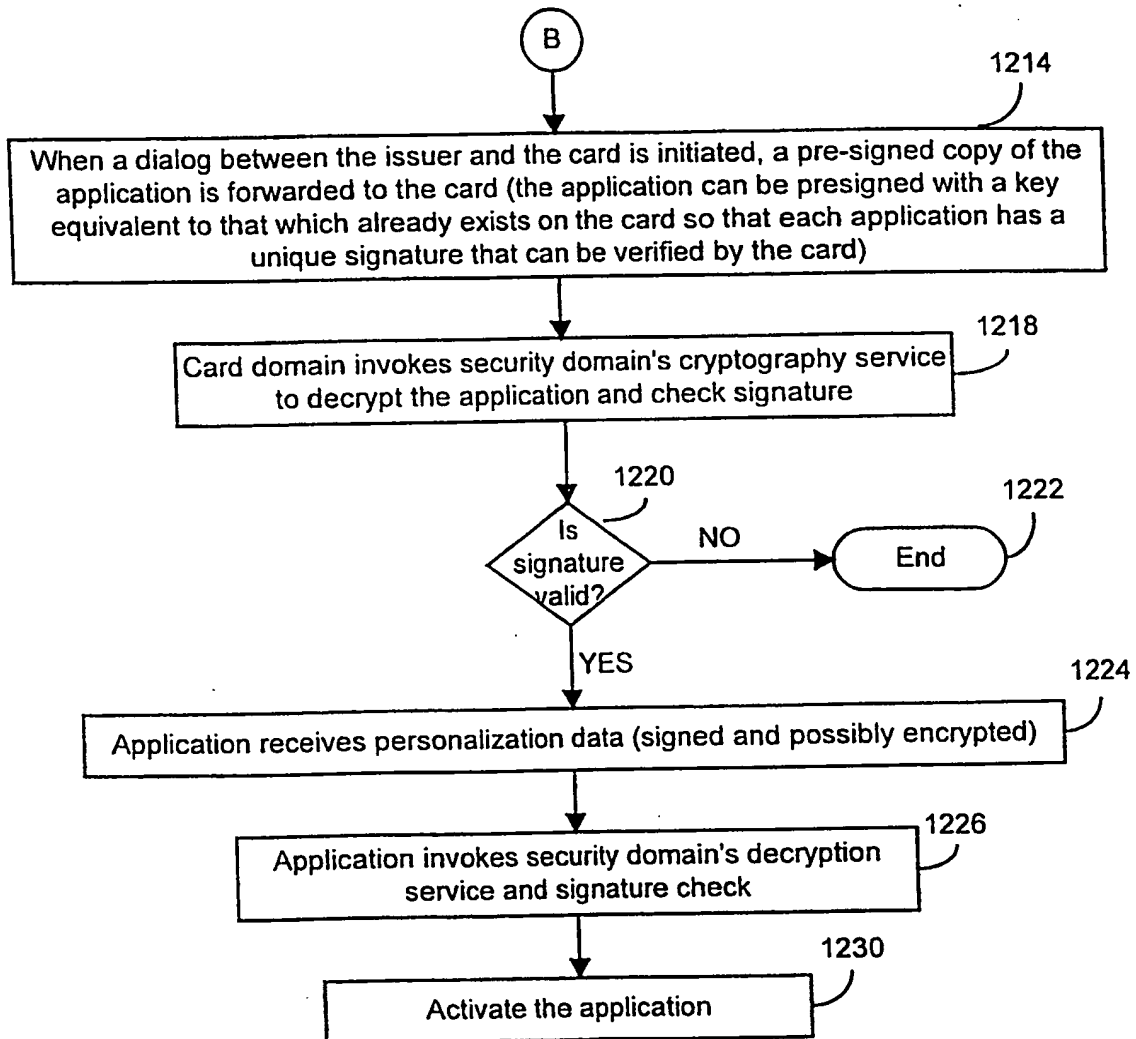 B
1214
When a dialog between the issuer and the card is initiated, a pre-signed copy of the
application is forwarded to the card (the application can be presigned with a key
equivalent to that which already exists on the card so that each application has a
unique signature that can be verified by the card)
1218
Card domain invokes security domain's cryptography service
to decrypt the application and check signature
1220
Is
signature
valid?
NO
1222
End
YES
1224
Application receives personalization data (signed and possibly encrypted)
1226
Application invokes security domain's decryption
service and signature check
1230
Activate the application